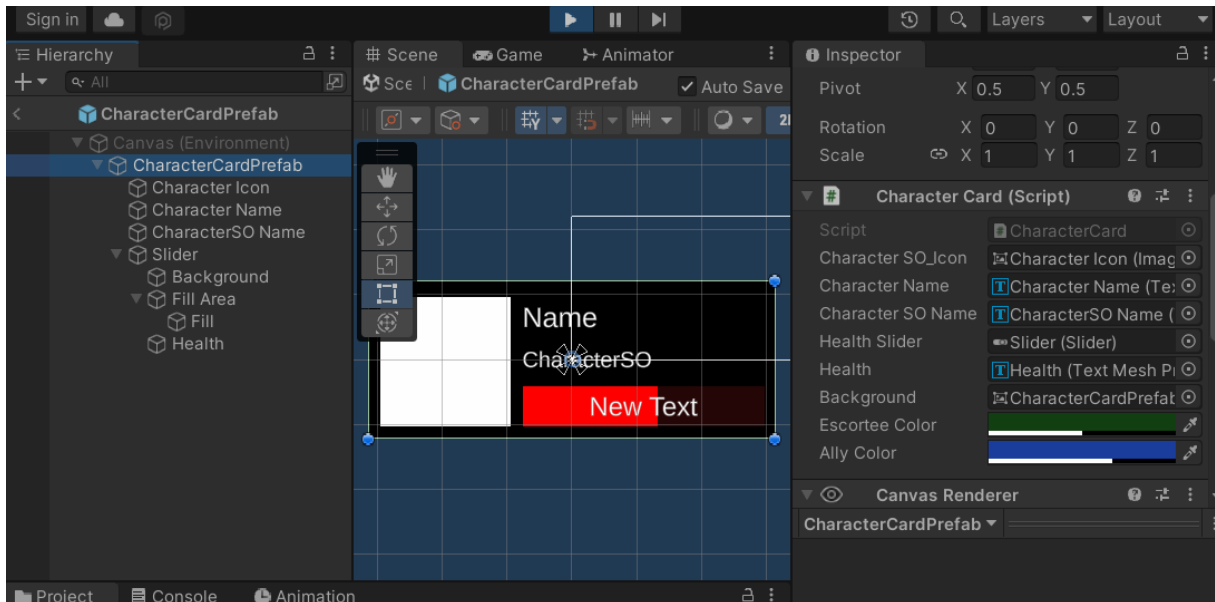 Sign in
Layers
Layout
Hierarchy
All
CharacterCardPrefab
Canvas (Environment)
CharacterCardPrefab
Character Icon
Character Name
CharacterSO Name
Slider
Background
Fill Area
Fill
Health
Scene
Game
Animator
Sce
CharacterCardPrefab
Auto Save
Name
CharacterSO
New Text
Inspector
Pivot X 0.5 Y 0.5
Rotation X 0 Y 0 Z 0
Scale X 1 Y 1 Z 1
# Character Card (Script)
Script CharacterCard
Character SO_Icon Character Icon (Imag
Character Name Character Name (Te
Character SO Name CharacterSO Name (
Health Slider Slider (Slider)
Health Health (Text Mesh P
Background CharacterCardPrefab
Escortee Color
Ally Color
Canvas Renderer
CharacterCardPrefab
Project
Console
Animation